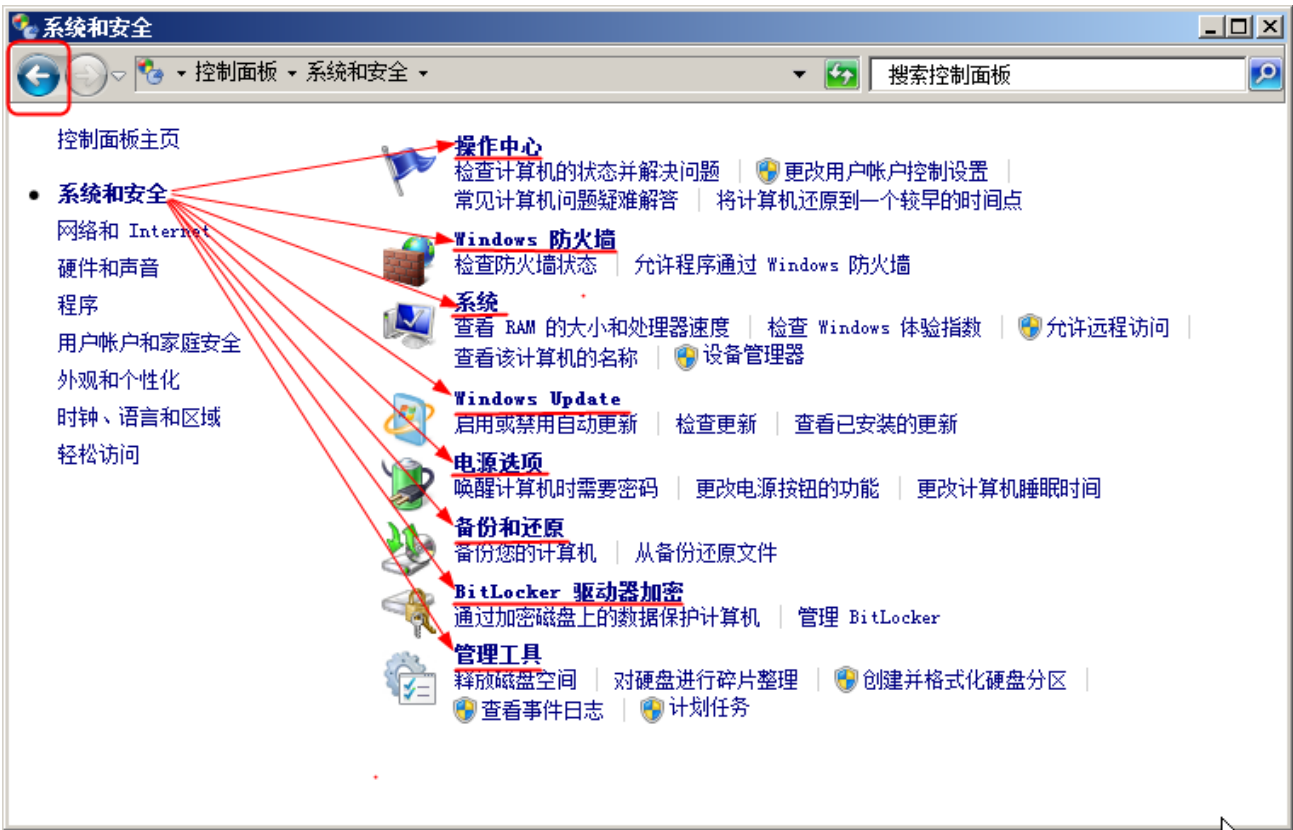 系统和安全
控制面板 系统和安全 搜索控制面板
控制面板主页
系统和安全
网络和 Internet
硬件和声音
程序
用户帐户和家庭安全
外观和个性化
时钟、语言和区域
轻松访问
操作中心
检查计算机的状态并解决问题 更改用户帐户控制设置
常见计算机问题疑难解答 将计算机还原到一个较早的时间点
Windows 防火墙
检查防火墙状态 允许程序通过 Windows 防火墙
系统
查看 RAM 的大小和处理器速度 检查 Windows 体验指数 允许远程访问
查看该计算机的名称 设备管理器
Windows Update
启用或禁用自动更新 检查更新 查看已安装的更新
电源选项
唤醒计算机时需要密码 更改电源按钮的功能 更改计算机睡眠时间
备份和还原
备份您的计算机 从备份还原文件
BitLocker 驱动器加密
通过加密磁盘上的数据保护计算机 管理 BitLocker
管理工具
释放磁盘空间 对硬盘进行碎片整理 创建并格式化硬盘分区
查看事件日志 计划任务